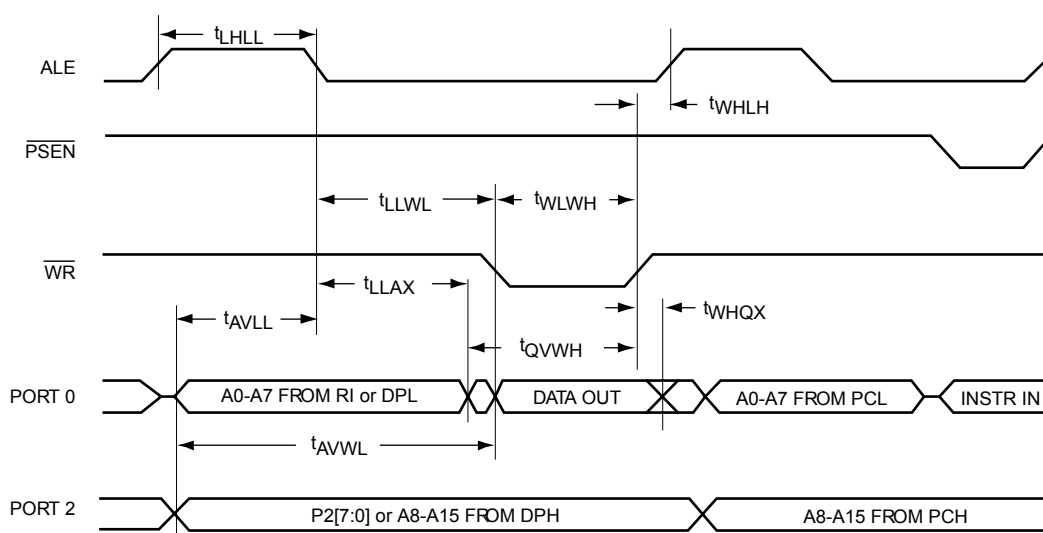 tLHLL
ALE
tWHLH
PSEN
tLLWL
tWLWH
WR
tLLAX
tWHQX
tAVLL
tQVWH
PORT 0
A0-A7 FROM RI or DPL
DATA OUT
A0-A7 FROM PCL
INSTR IN
tAVWL
PORT 2
P2[7:0] or A8-A15 FROM DPH
A8-A15 FROM PCH